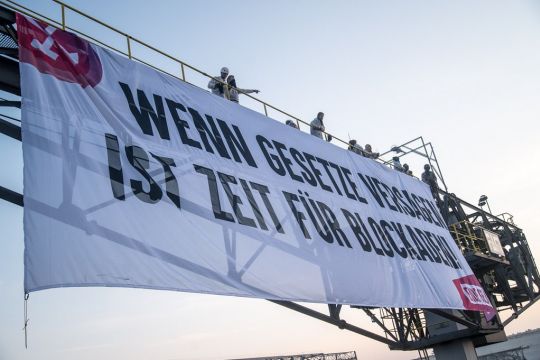 WENN GESETZE VERSAGEN
IST ZEIT FÜR BLOCKADEN!